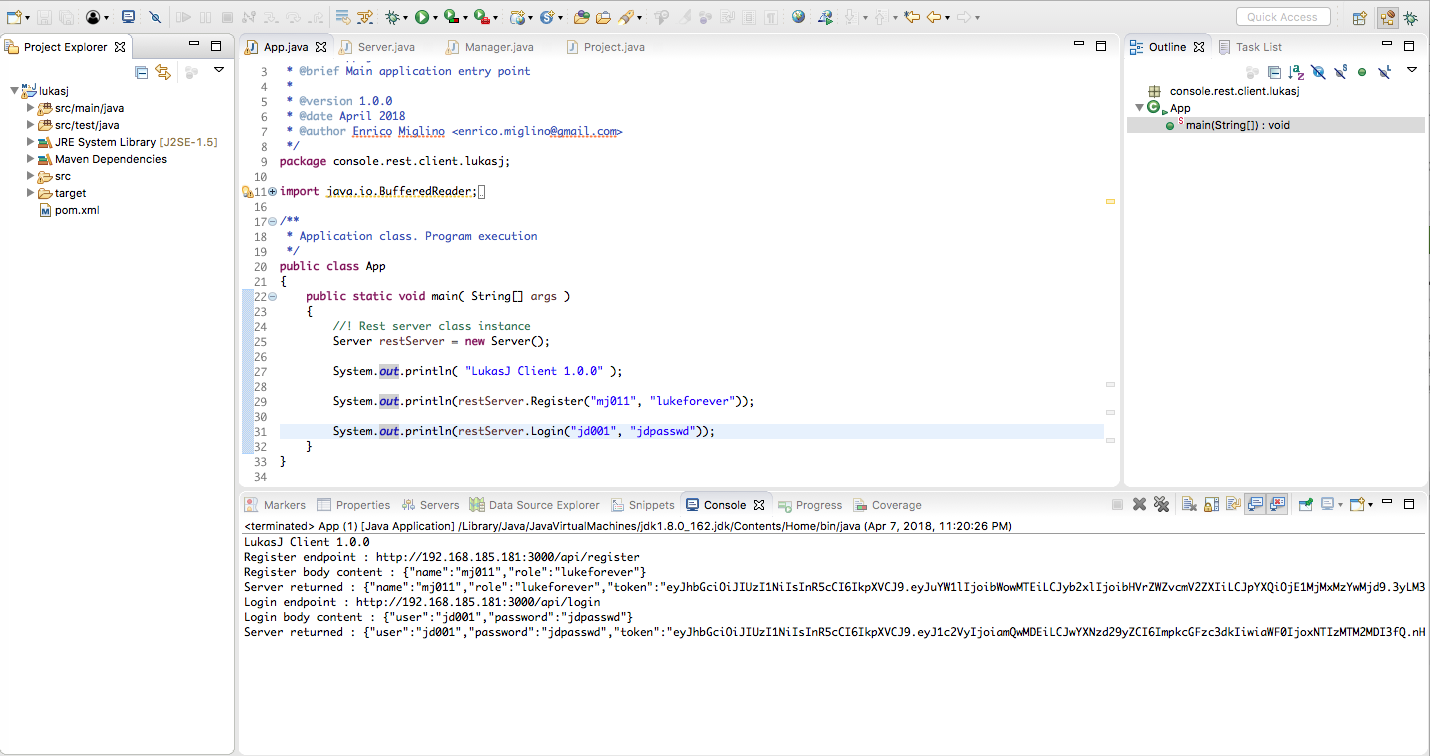 Quick Access
Project Explorer
lukasj
src/main/java
src/test/java
JRE System Library [J2SE-1.5]
Maven Dependencies
src
target
pom.xml
App.java
Server.java
Manager.java
Project.java
3 * @brief Main application entry point
4 *
5 * @version 1.0.0
6 * @date April 2018
7 * @author Enrico Miglino <enrico.miglino@gmail.com>
8 */
9 package console.rest.client.lukasj;
10
11 import java.io.BufferedReader;
16
17 /**
18 * Application class. Program execution
19 */
20 public class App
21 {
22 public static void main( String[] args )
23 {
24 //! Rest server class instance
25 Server restServer = new Server();
26
27 System.out.println( "LukasJ Client 1.0.0" );
28
29 System.out.println(restServer.Register("mj011", "lukeforever"));
30
31 System.out.println(restServer.Login("jd001", "jdpasswd"));
32 }
33 }
34
Outline
Task List
console.rest.client.lukasj
App
S
main(String[]) : void
Markers
Properties
Servers
Data Source Explorer
Snippets
Console
Progress
Coverage
<terminated> App (1) [Java Application] /Library/Java/JavaVirtualMachines/jdk1.8.0_162.jdk/Contents/Home/bin/java (Apr 7, 2018, 11:20:26 PM)
LukasJ Client 1.0.0
Register endpoint : http://192.168.185.181:3000/api/register
Register body content : {"name":"mj011","role":"lukeforever"}
Server returned : {"name":"mj011","role":"lukeforever","token":"eyJhbGciOiJIUzI1NiIsInR5cCI6IkpXVCJ9.eyJuYW1lIjoibWowMTEiLCJyb2xlIjoibHVrZWZvcmV2ZXIiLCJpYXQiOjE1MjMxMzYwMjd9.3yLM3
Login endpoint : http://192.168.185.181:3000/api/login
Login body content : {"user":"jd001","password":"jdpasswd"}
Server returned : {"user":"jd001","password":"jdpasswd","token":"eyJhbGciOiJIUzI1NiIsInR5cCI6IkpXVCJ9.eyJ1c2VyIjoiamQwMDEiLCJwYXNzd29yZCI6ImpkcGFzc3dkIiwiaWF0IjoxNTIzMTM2MDI3fQ.nH